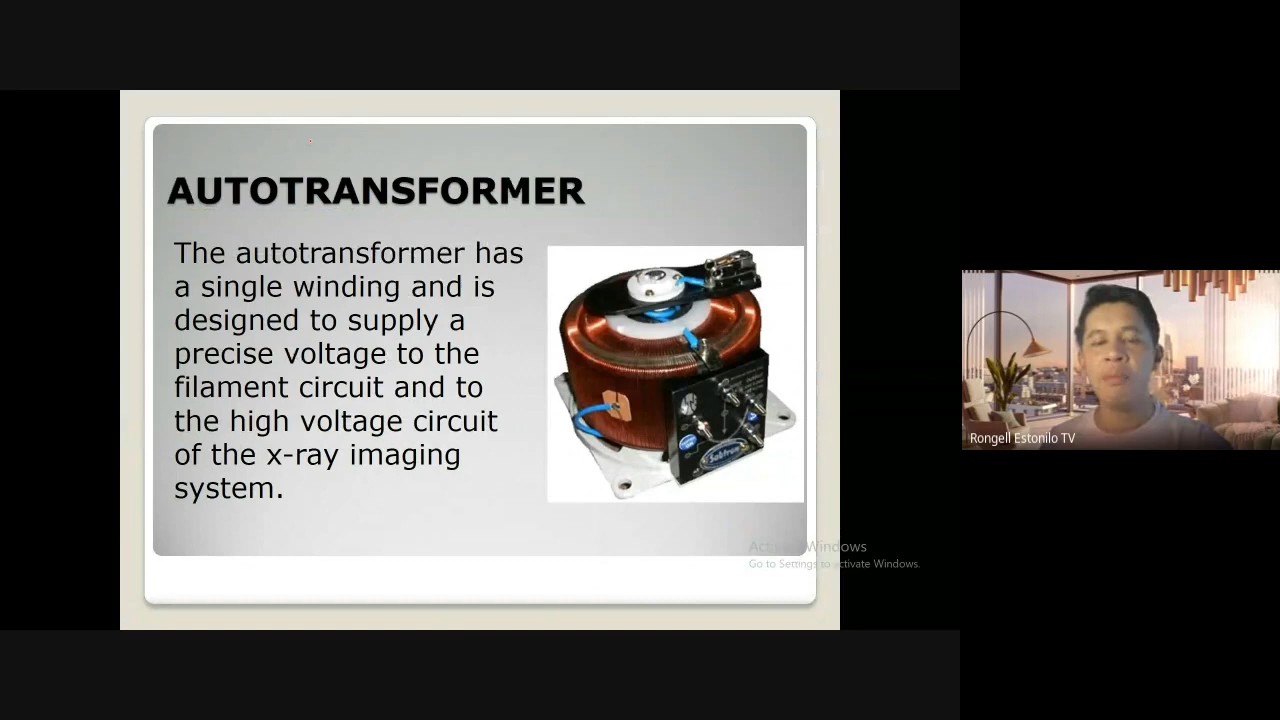 AUTOTRANSFORMER
The autotransformer has
a single winding and is
designed to supply a
precise voltage to the
filament circuit and to
the high voltage circuit
of the x-ray imaging
system.
Sabtron
Rongell Estonilo TV
Activate Windows
Go to Settings to activate Windows.